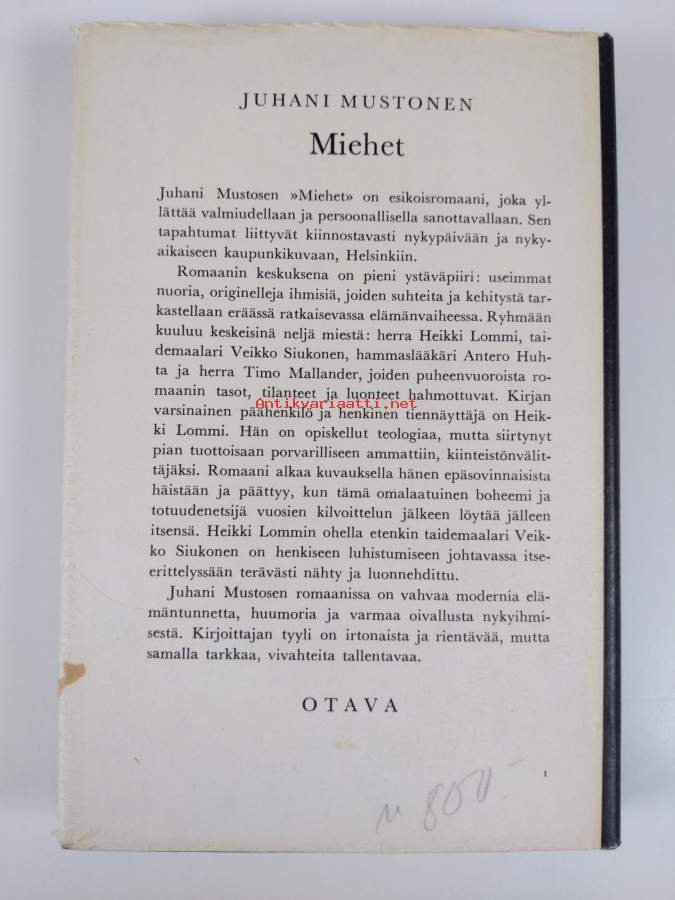 JUHANI MUSTONEN
Miehet
Juhani Mustosen »Miehet» on esikoisromaani, joka yl-
lättää valmiudellaan ja persoonallisella sanottavallaan. Sen
tapahtumat liittyvät kiinnostavasti nykypäivään ja nyky-
aikaiseen kaupunkikuvaan, Helsinkiin.
Romaanin keskuksena on pieni ystäväpiiri: useimmat
nuoria, originelleja ihmisiä, joiden suhteita ja kehitystä tar-
kastellaan eräässä ratkaisevassa elämänvaiheessa. Ryhmään
kuuluu keskeisinä neljä miestä: herra Heikki Lommi, tai-
demaalari Veikko Siukonen, hammaslääkäri Antero Huh-
ta ja herra Timo Mallander, joiden puheenvuoroista ro-
maanin tasot, tilanteet ja luonteet hahmottuvat. Kirjan
Antikvariaatti.net
varsinainen päähenkilö ja henkinen tiennäyttäjä on Heik-
ki Lommi. Hän on opiskellut teologiaa, mutta siirtynyt
pian tuottoisaan porvarilliseen ammattiin, kiinteistönvälit-
täjäksi. Romaani alkaa kuvauksella hänen epäsovinnaisista
häistään ja päättyy, kun tämä omalaatuinen boheemi ja
totuudenetsijä vuosien kilvoittelun jälkeen löytää jälleen
itsensä. Heikki Lommin ohella etenkin taidemaalari Veik-
ko Siukonen on henkiseen luhistumiseen johtavassa itse-
erittelyssään terävästi nähty ja luonnehdittu.
Juhani Mustosen romaanissa on vahvaa modernia elä-
mäntunnetta, huumoria ja varmaa oivallusta nykyihmi-
sestä. Kirjoittajan tyyli on irtonaista ja rientävää, mutta
samalla tarkkaa, vivahteita tallentavaa.
OTAVA
1
800-